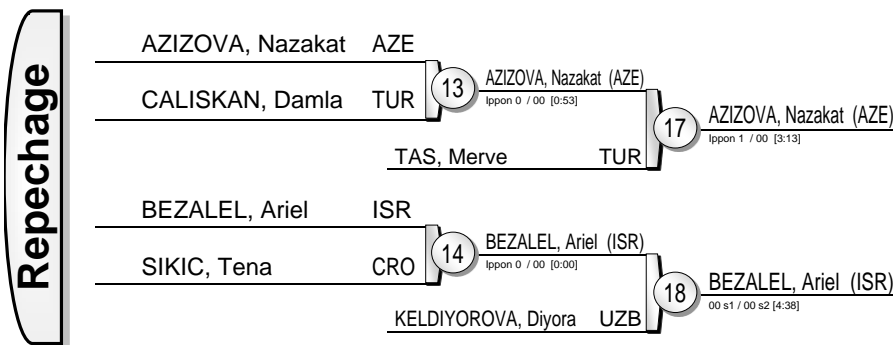 Repechage
AZIZOVA, Nazakat AZE
CALISKAN, Damla TUR
13
AZIZOVA, Nazakat (AZE)
Ippon 0 / 00 [0:53]
TAS, Merve TUR
17
AZIZOVA, Nazakat (AZE)
Ippon 1 / 00 [3:13]
BEZALEL, Ariel ISR
SIKIC, Tena CRO
14
BEZALEL, Ariel (ISR)
Ippon 0 / 00 [0:00]
KELDIYOROVA, Diyora UZB
18
BEZALEL, Ariel (ISR)
00 s1 / 00 s2 [4:38]